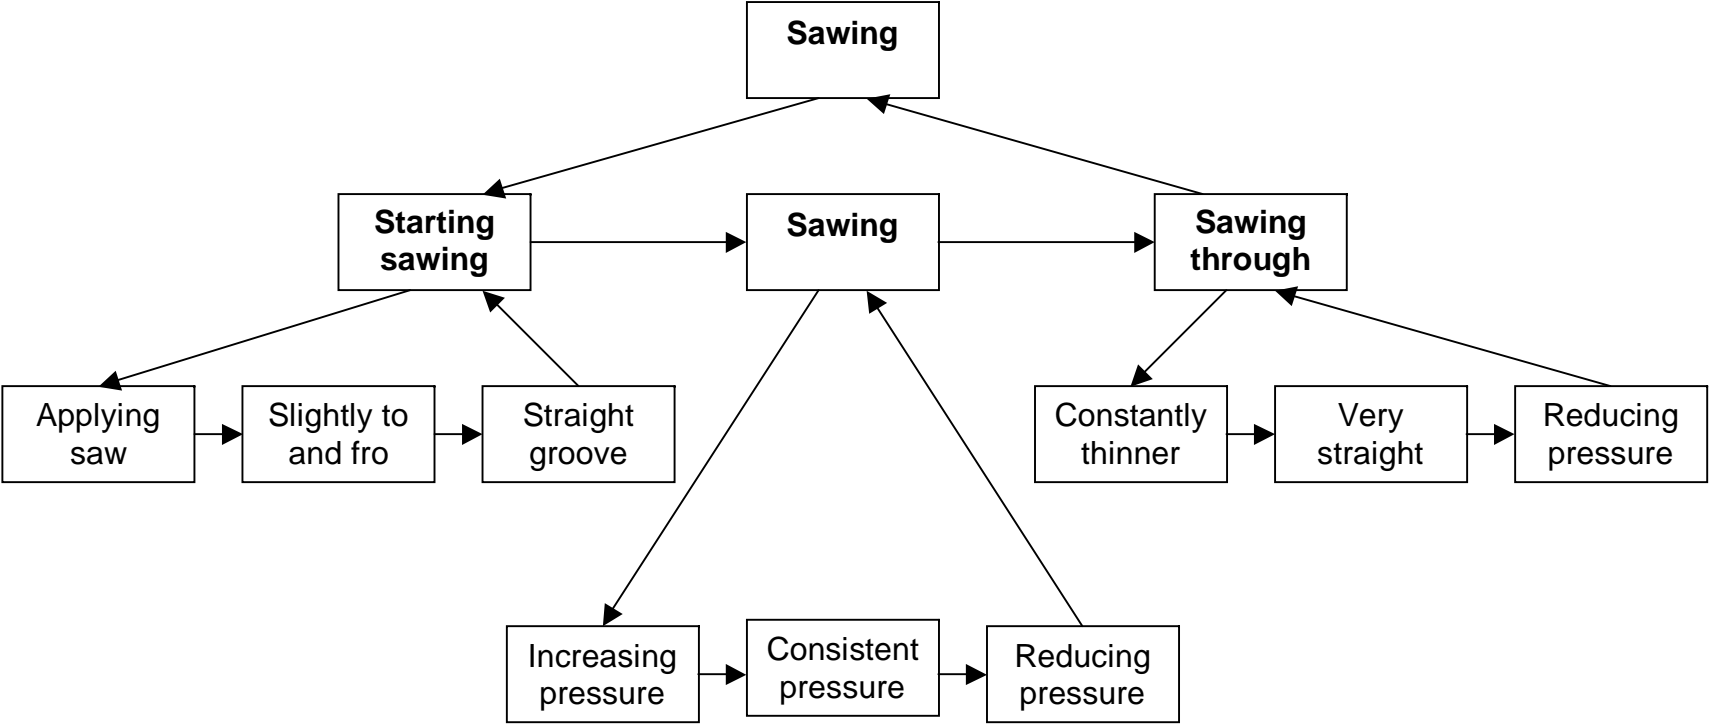 Sawing
Starting
sawing
Sawing
Sawing
through
Applying
saw
Slightly to
and fro
Straight
groove
Constantly
thinner
Very
straight
Reducing
pressure
Increasing
pressure
Consistent
pressure
Reducing
pressure